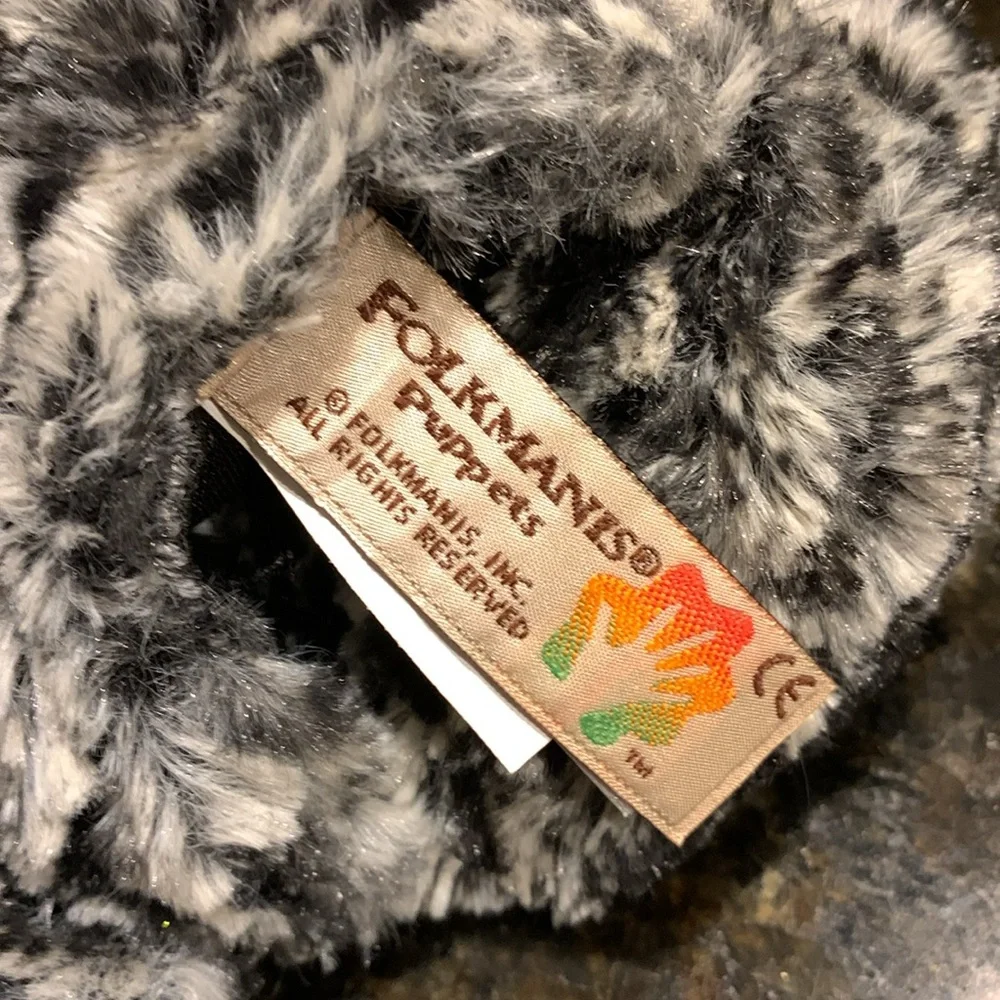 FOLKMANIS®
Puppets
© FOLKMANIS, INC.
ALL RIGHTS RESERVED
CE
TM